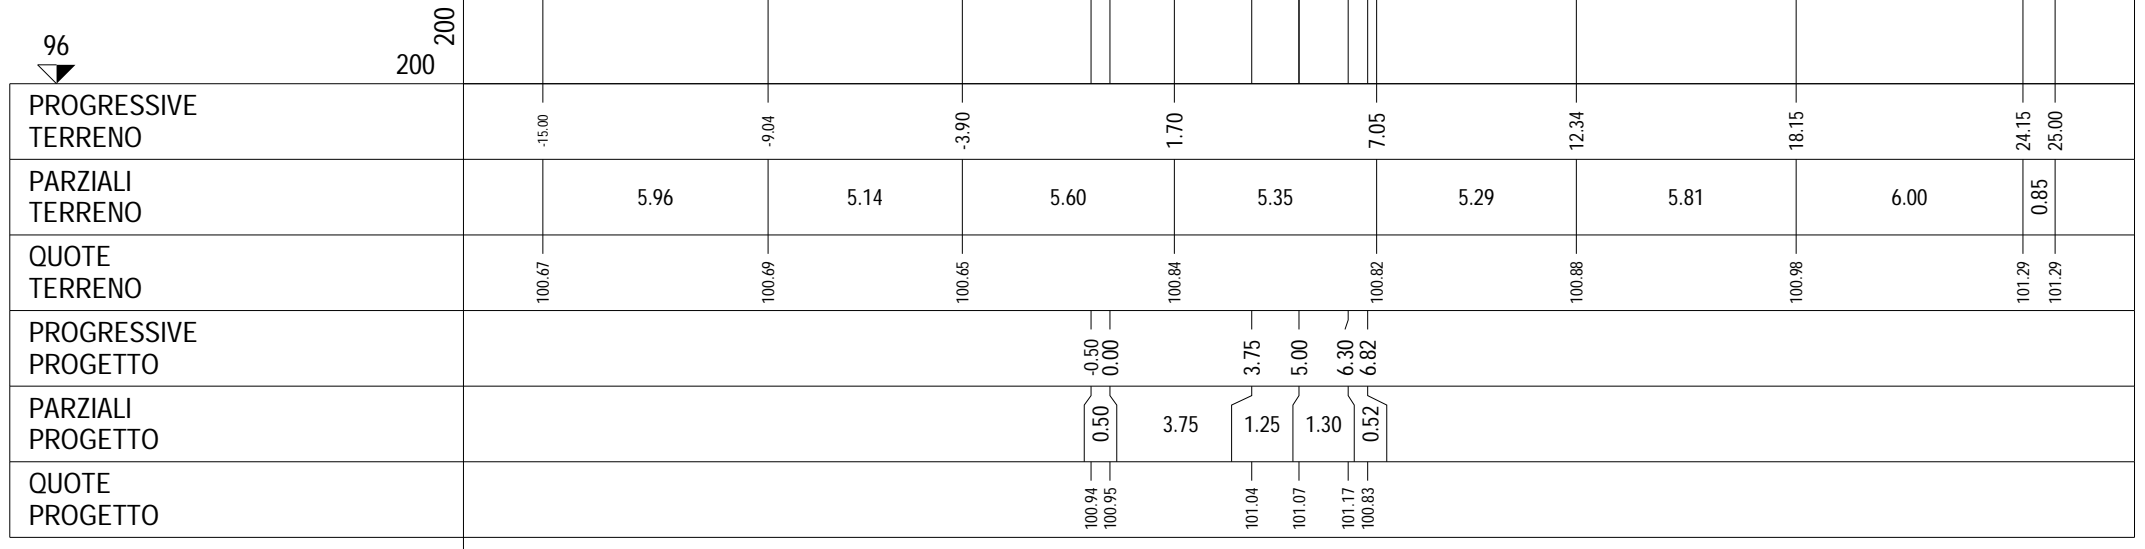 200
96
200
PROGRESSIVE
TERRENO
-15.00 -9.04 -3.90 1.70 7.05 12.34 18.15 24.15 25.00
PARZIALI
TERRENO
5.96 5.14 5.60 5.35 5.29 5.81 6.00 0.85
QUOTE
TERRENO
100.67 100.69 100.65 100.84 100.82 100.88 100.98 101.29 101.29
PROGRESSIVE
PROGETTO
-0.50 0.00 3.75 5.00 6.30 6.82
PARZIALI
PROGETTO
0.50 3.75 1.25 1.30 0.52
QUOTE
PROGETTO
100.94 100.95 101.04 101.07 101.17 100.83